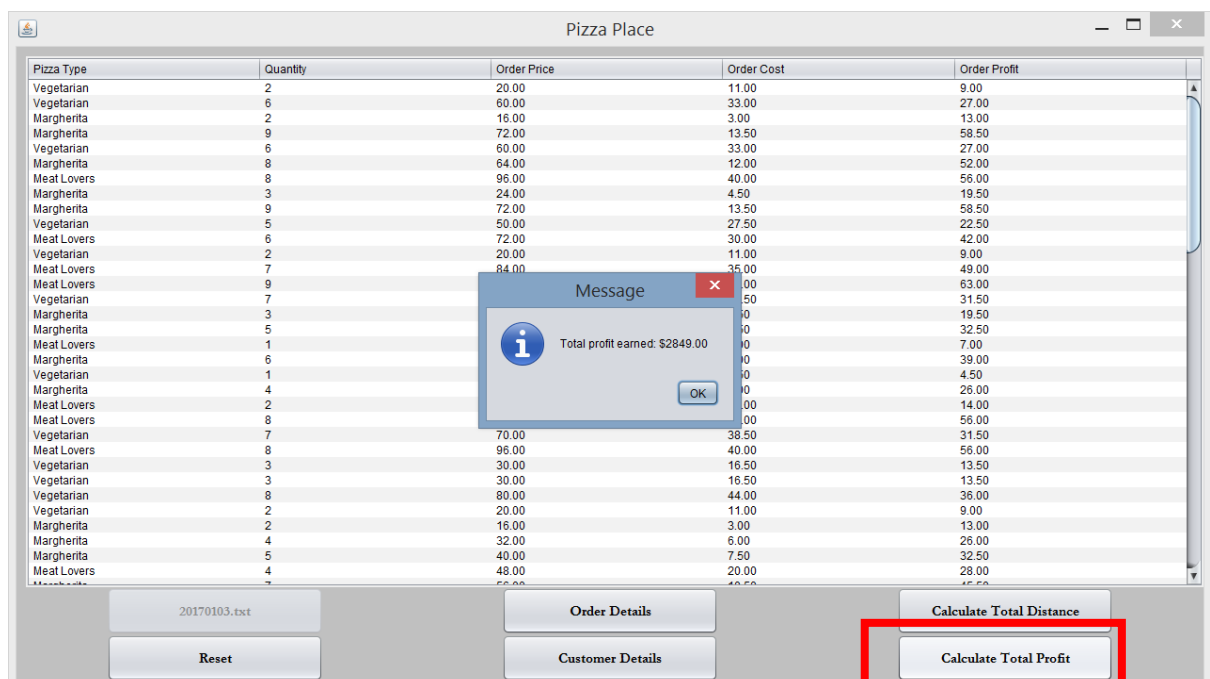 Pizza Place
Pizza Type Quantity Order Price Order Cost Order Profit
Vegetarian 2 20.00 11.00 9.00
Vegetarian 6 60.00 33.00 27.00
Margherita 2 16.00 3.00 13.00
Margherita 9 72.00 13.50 58.50
Vegetarian 6 60.00 33.00 27.00
Margherita 8 64.00 12.00 52.00
Meat Lovers 8 96.00 40.00 56.00
Margherita 3 24.00 4.50 19.50
Margherita 9 72.00 13.50 58.50
Vegetarian 5 50.00 27.50 22.50
Meat Lovers 6 72.00 30.00 42.00
Vegetarian 2 20.00 11.00 9.00
Meat Lovers 7 84.00 35.00 49.00
Meat Lovers 9 63.00
Vegetarian 7 31.50
Margherita 3 19.50
Margherita 5 32.50
Meat Lovers 1 7.00
Margherita 6 39.00
Vegetarian 1 4.50
Margherita 4 26.00
Meat Lovers 2 14.00
Meat Lovers 8 56.00
Message
Total profit earned: $2849.00
OK
Vegetarian 7 70.00 38.50 31.50
Meat Lovers 8 96.00 40.00 56.00
Vegetarian 3 30.00 16.50 13.50
Vegetarian 3 30.00 16.50 13.50
Vegetarian 8 80.00 44.00 36.00
Vegetarian 2 20.00 11.00 9.00
Margherita 2 16.00 3.00 13.00
Margherita 4 32.00 6.00 26.00
Margherita 5 40.00 7.50 32.50
Meat Lovers 4 48.00 20.00 28.00
20170103.txt Order Details Calculate Total Distance
Reset Customer Details Calculate Total Profit